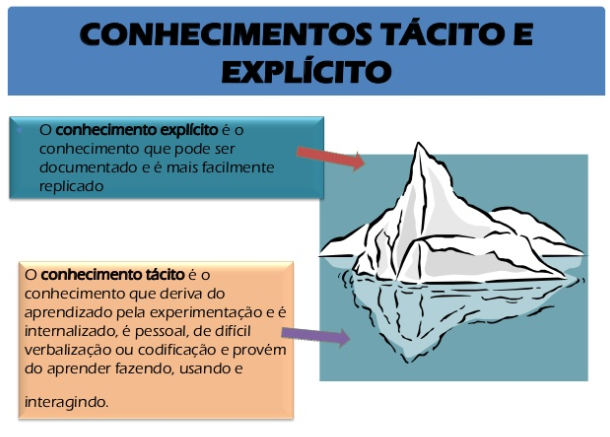 CONHECIMENTOS TÁCITO E
EXPLÍCITO
• O conhecimento explícito é o
conhecimento que pode ser
documentado e é mais facilmente
replicado
O conhecimento tácito é o
conhecimento que deriva do
aprendizado pela experimentação e é
internalizado, é pessoal, de difícil
verbalização ou codificação e provém
do aprender fazendo, usando e
interagindo.